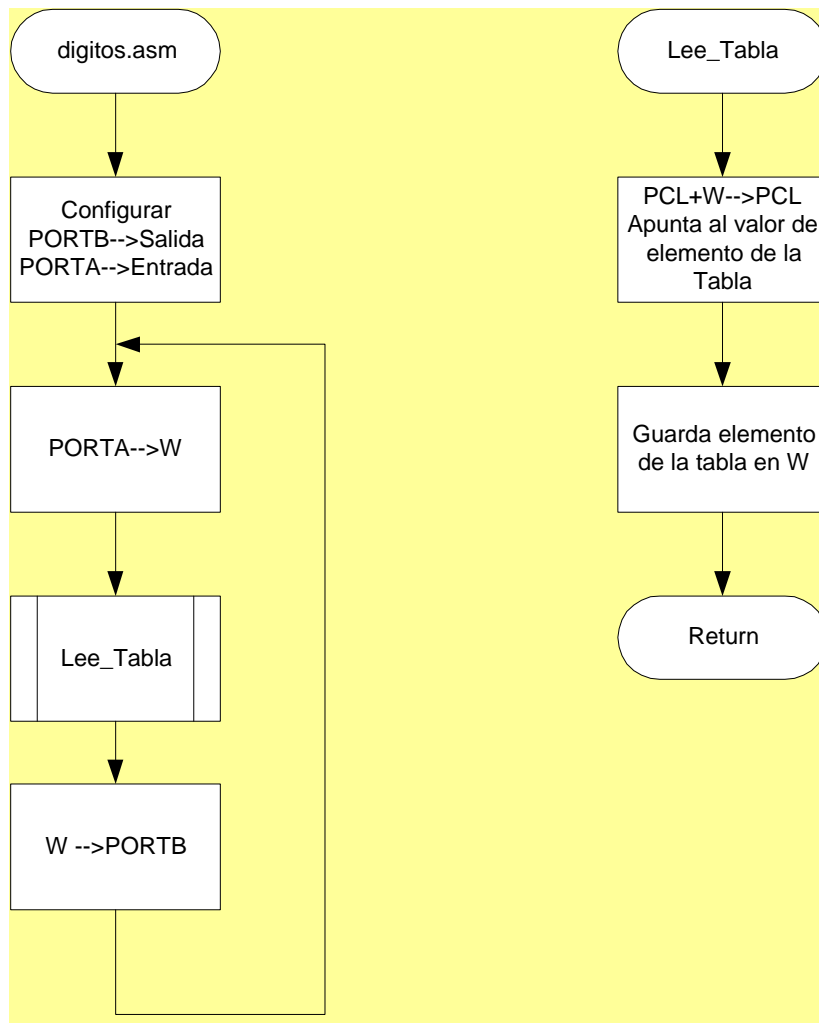 digitos.asm
Configurar
PORTB-->Salida
PORTA-->Entrada
PORTA-->W
Lee_Tabla
W -->PORTB
Lee_Tabla
PCL+W-->PCL
Apunta al valor de
elemento de la
Tabla
Guarda elemento
de la tabla en W
Return